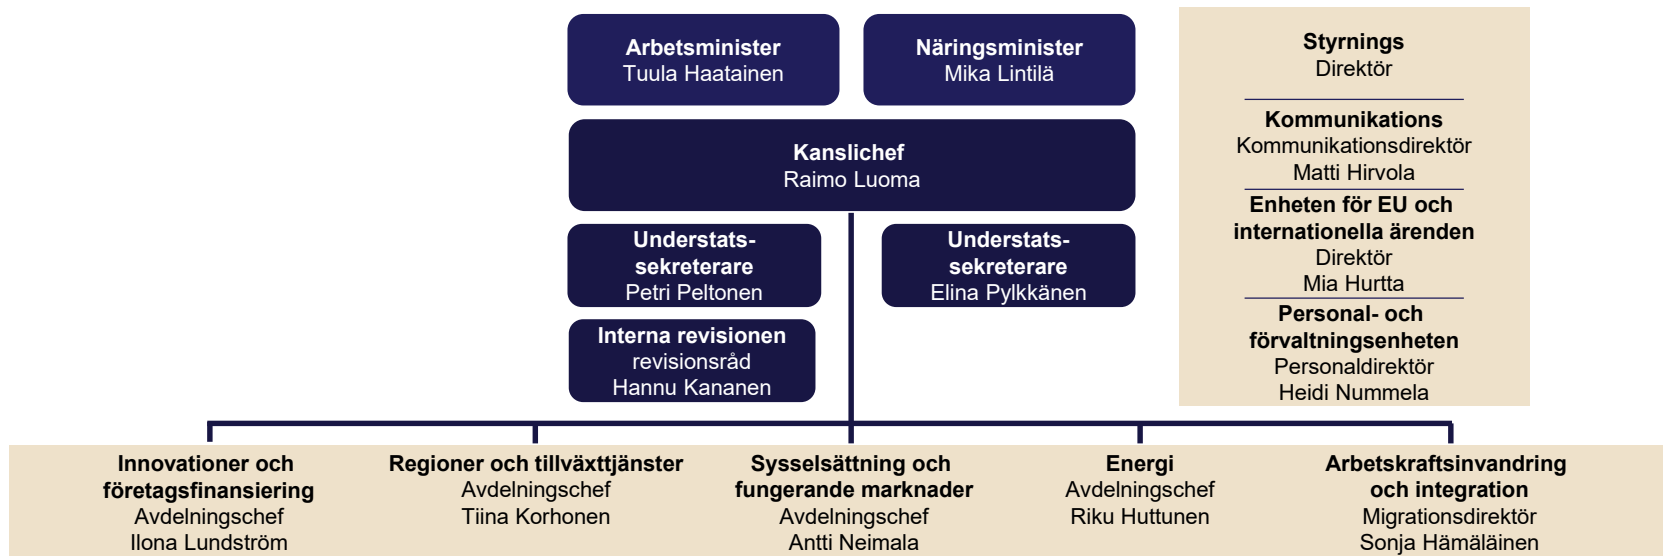 Arbetsminister
Tuula Haatainen
Näringsminister
Mika Lintilä
Kanslichef
Raimo Luoma
Understats-
sekreterare
Petri Peltonen
Understats-
sekreterare
Elina Pylkkänen
Interna revisionen
revisionsråd
Hannu Kananen
Styrnings
Direktör
Kommunikations
Kommunikationsdirektör
Matti Hirvola
Enheten för EU och
internationella ärenden
Direktör
Mia Hurtta
Personal- och
förvaltningsenheten
Personaldirektör
Heidi Nummela
Innovationer och
företagsfinansiering
Avdelningschef
Ilona Lundström
Regioner och tillväxttjänster
Avdelningschef
Tiina Korhonen
Sysselsättning och
fungerande marknader
Avdelningschef
Antti Neimala
Energi
Avdelningschef
Riku Huttunen
Arbetskraftsinvandring
och integration
Migrationsdirektör
Sonja Hämäläinen